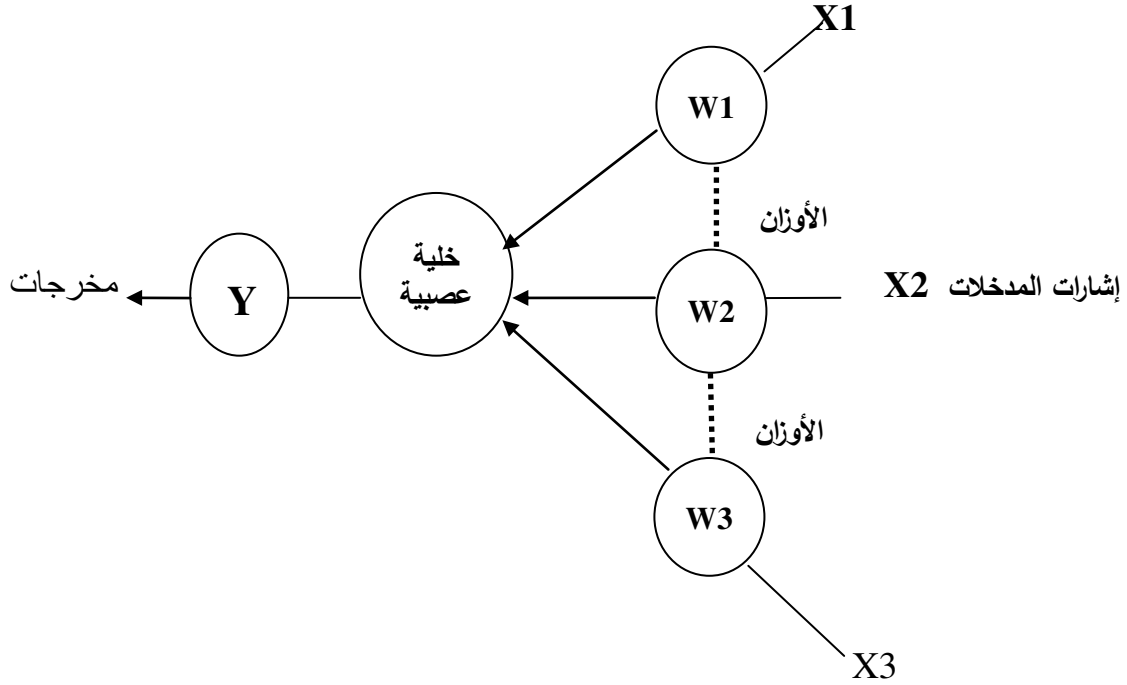 X1
W1
الأوزان
خلية
عصبية
إشارات المدخلات X2
W2
Y
مخرجات
الأوزان
W3
X3